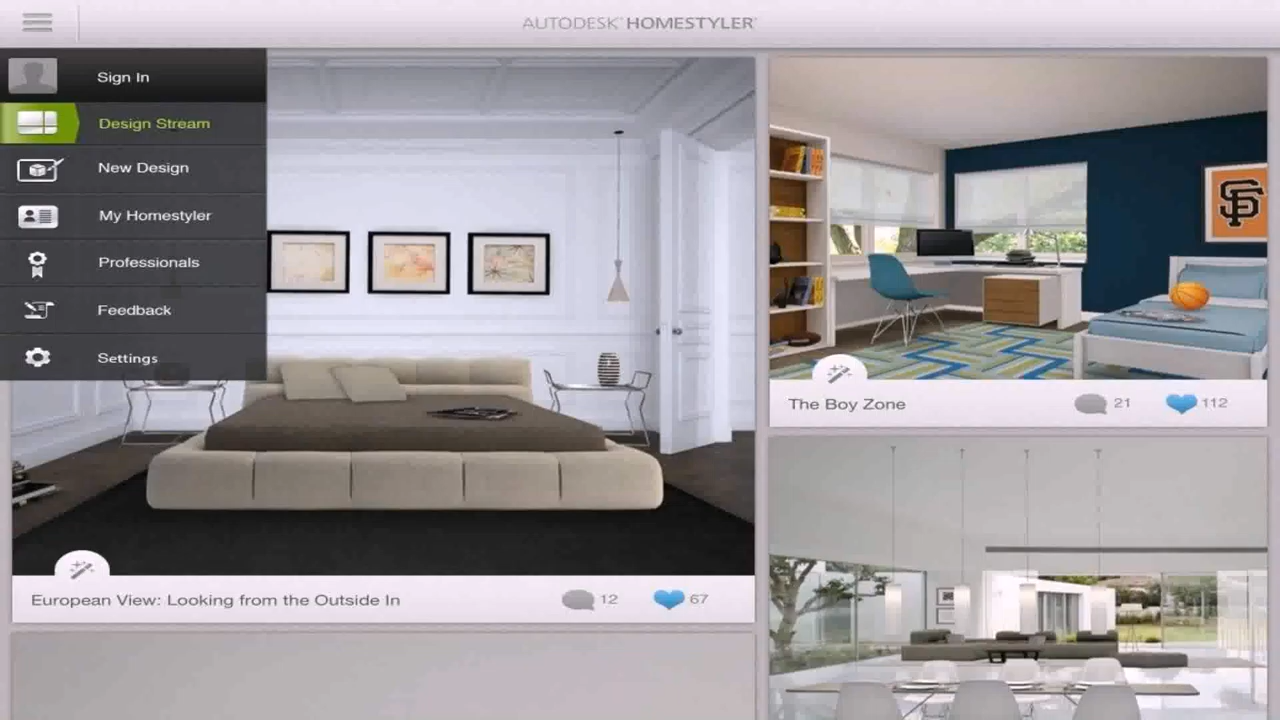 AUTODESK® HOMESTYLER®
Sign In
Design Stream
New Design
My Homestyler
Professionals
Feedback
Settings
SF
The Boy Zone
21
112
European View: Looking from the Outside In
12
67